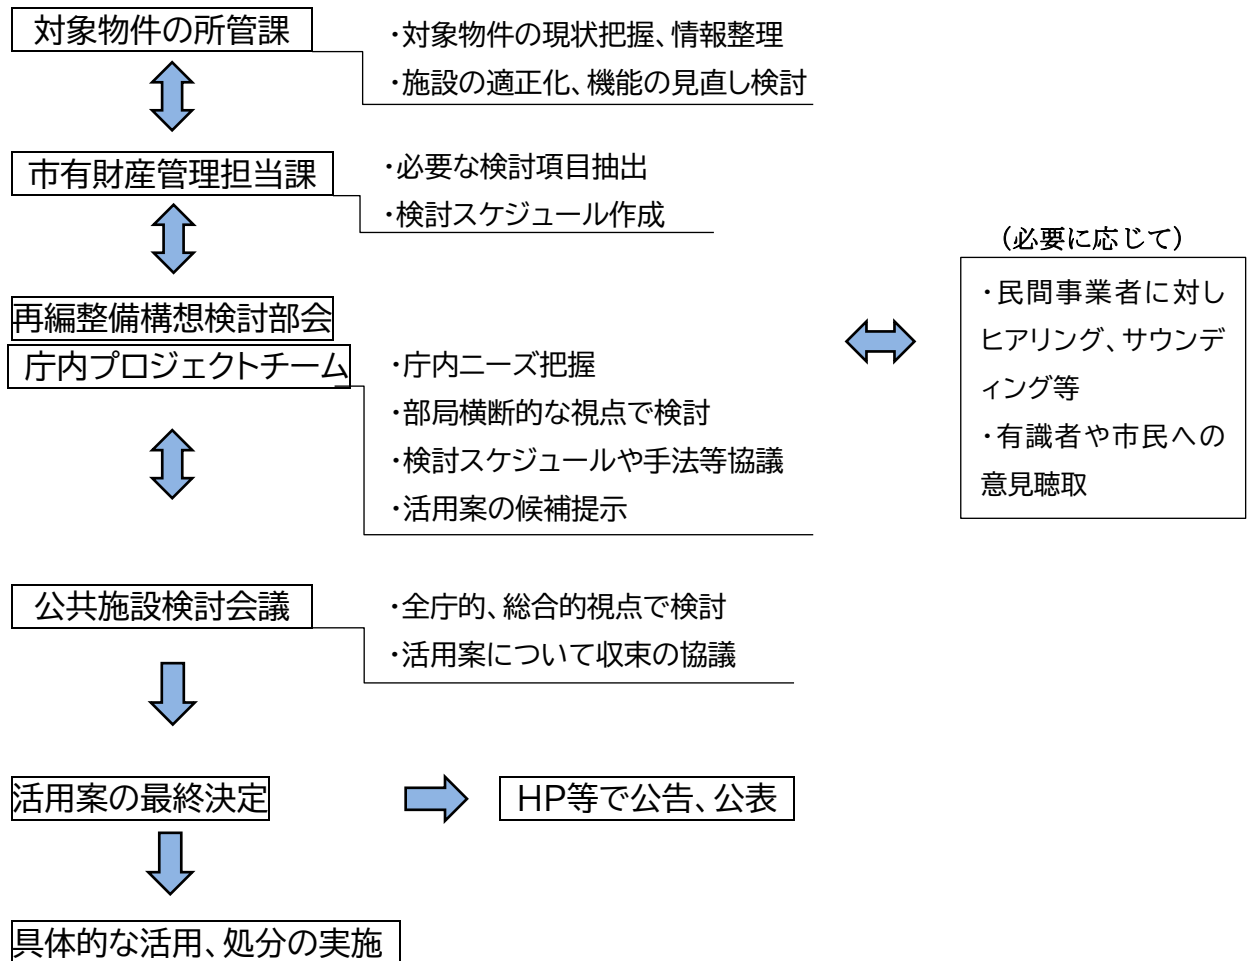 対象物件の所管課
・対象物件の現状把握、情報整理
・施設の適正化、機能の見直し検討
市有財産管理担当課
・必要な検討項目抽出
・検討スケジュール作成
再編整備構想検討部会
庁内プロジェクトチーム
・庁内ニーズ把握
・部局横断的な視点で検討
・検討スケジュールや手法等協議
・活用案の候補提示
（必要に応じて）
・民間事業者に対し
ヒアリング、サウンデ
ィング等
・有識者や市民への
意見聴取
公共施設検討会議
・全庁的、総合的視点で検討
・活用案について収束の協議
活用案の最終決定
HP等で公告、公表
具体的な活用、処分の実施